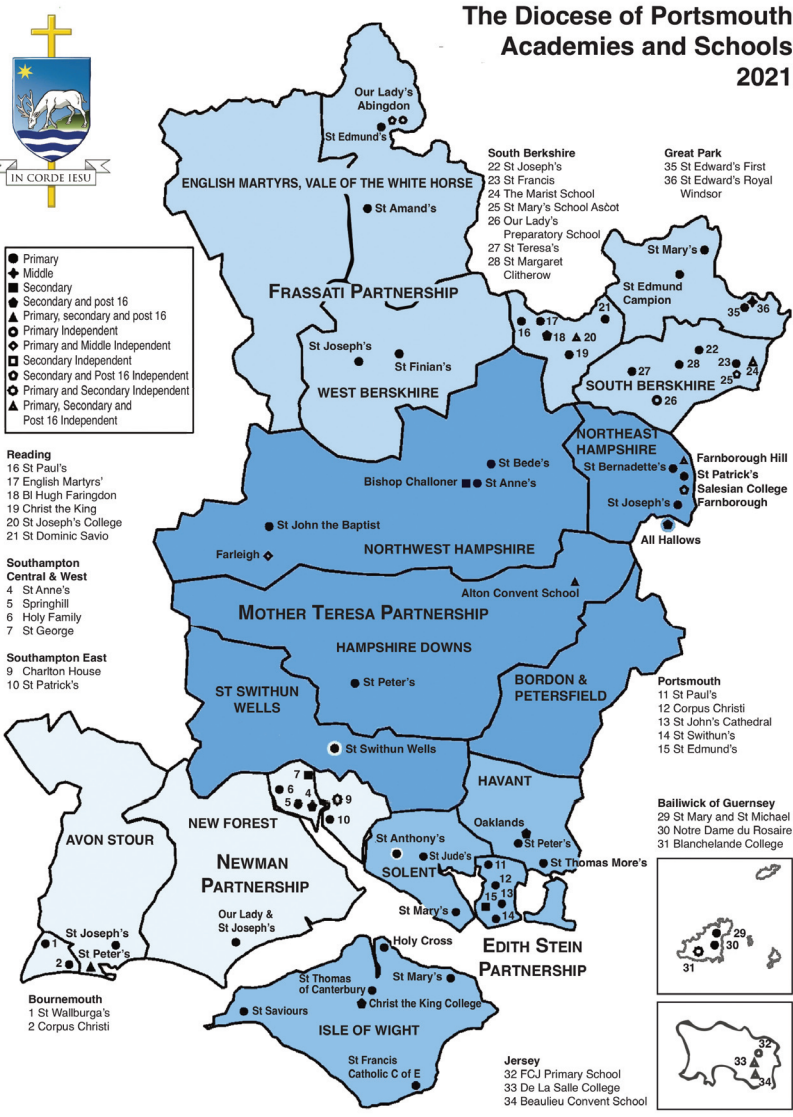 The Diocese of Portsmouth
Academies and Schools
2021
IN CORDE IESU
Our Lady's
Abingdon
St Edmund's
ENGLISH MARTYRS, VALE OF THE WHITE HORSE
St Amand's
FRASSATI PARTNERSHIP
St Joseph's
St Finian's
WEST BERKSHIRE
South Berkshire
22 St Joseph's
23 St Francis
24 The Marist School
25 St Mary's School Ascot
26 Our Lady's
Preparatory School
27 St Teresa's
28 St Margaret
Clitherow
Great Park
35 St Edward's First
36 St Edward's Royal
Windsor
St Mary's
St Edmund
Campion
35
36
Primary
Middle
Secondary
Secondary and post 16
Primary, secondary and post 16
Primary Independent
Primary and Middle Independent
Secondary Independent
Secondary and Post 16 Independent
Primary and Secondary Independent
Primary, Secondary and
Post 16 Independent
16
17
18
19
20
21
22
23
24
25
26
27
28
SOUTH BERKSHIRE
Reading
16 St Paul's
17 English Martyrs'
18 Bl Hugh Faringdon
19 Christ the King
20 St Joseph's College
21 St Dominic Savio
Southampton
Central & West
4 St Anne's
5 Springhill
6 Holy Family
7 St George
Southampton East
9 Charlton House
10 St Patrick's
NORTHEAST
HAMPSHIRE
St Bernadette's
Farnborough Hill
St Patrick's
Salesian College
Farnborough
St Joseph's
All Hallows
St Bede's
Bishop Challoner
St Anne's
St John the Baptist
Farleigh
NORTHWEST HAMPSHIRE
Alton Convent School
MOTHER TERESA PARTNERSHIP
HAMPSHIRE DOWNS
St Peter's
ST SWITHUN
WELLS
BORDON &
PETERSFIELD
St Swithun Wells
Portsmouth
11 St Paul's
12 Corpus Christi
13 St John's Cathedral
14 St Swithun's
15 St Edmund's
HAVANT
Oaklands
St Peter's
St Thomas More's
7
6
4
5
9
10
St Anthony's
St Jude's
SOLENT
St Mary's
11
12
13
15
14
EDITH STEIN
PARTNERSHIP
AVON STOUR
NEW FOREST
NEWMAN
PARTNERSHIP
Our Lady &
St Joseph's
St Joseph's
St Peter's
1
2
Bournemouth
1 St Wallburga's
2 Corpus Christi
Holy Cross
St Thomas
of Canterbury
St Mary's
Christ the King College
St Saviours
ISLE OF WIGHT
St Francis
Catholic C of E
Bailiwick of Guernsey
29 St Mary and St Michael
30 Notre Dame du Rosaire
31 Blanchelande College
29
30
31
Jersey
32 FCJ Primary School
33 De La Salle College
34 Beaulieu Convent School
32
33
34